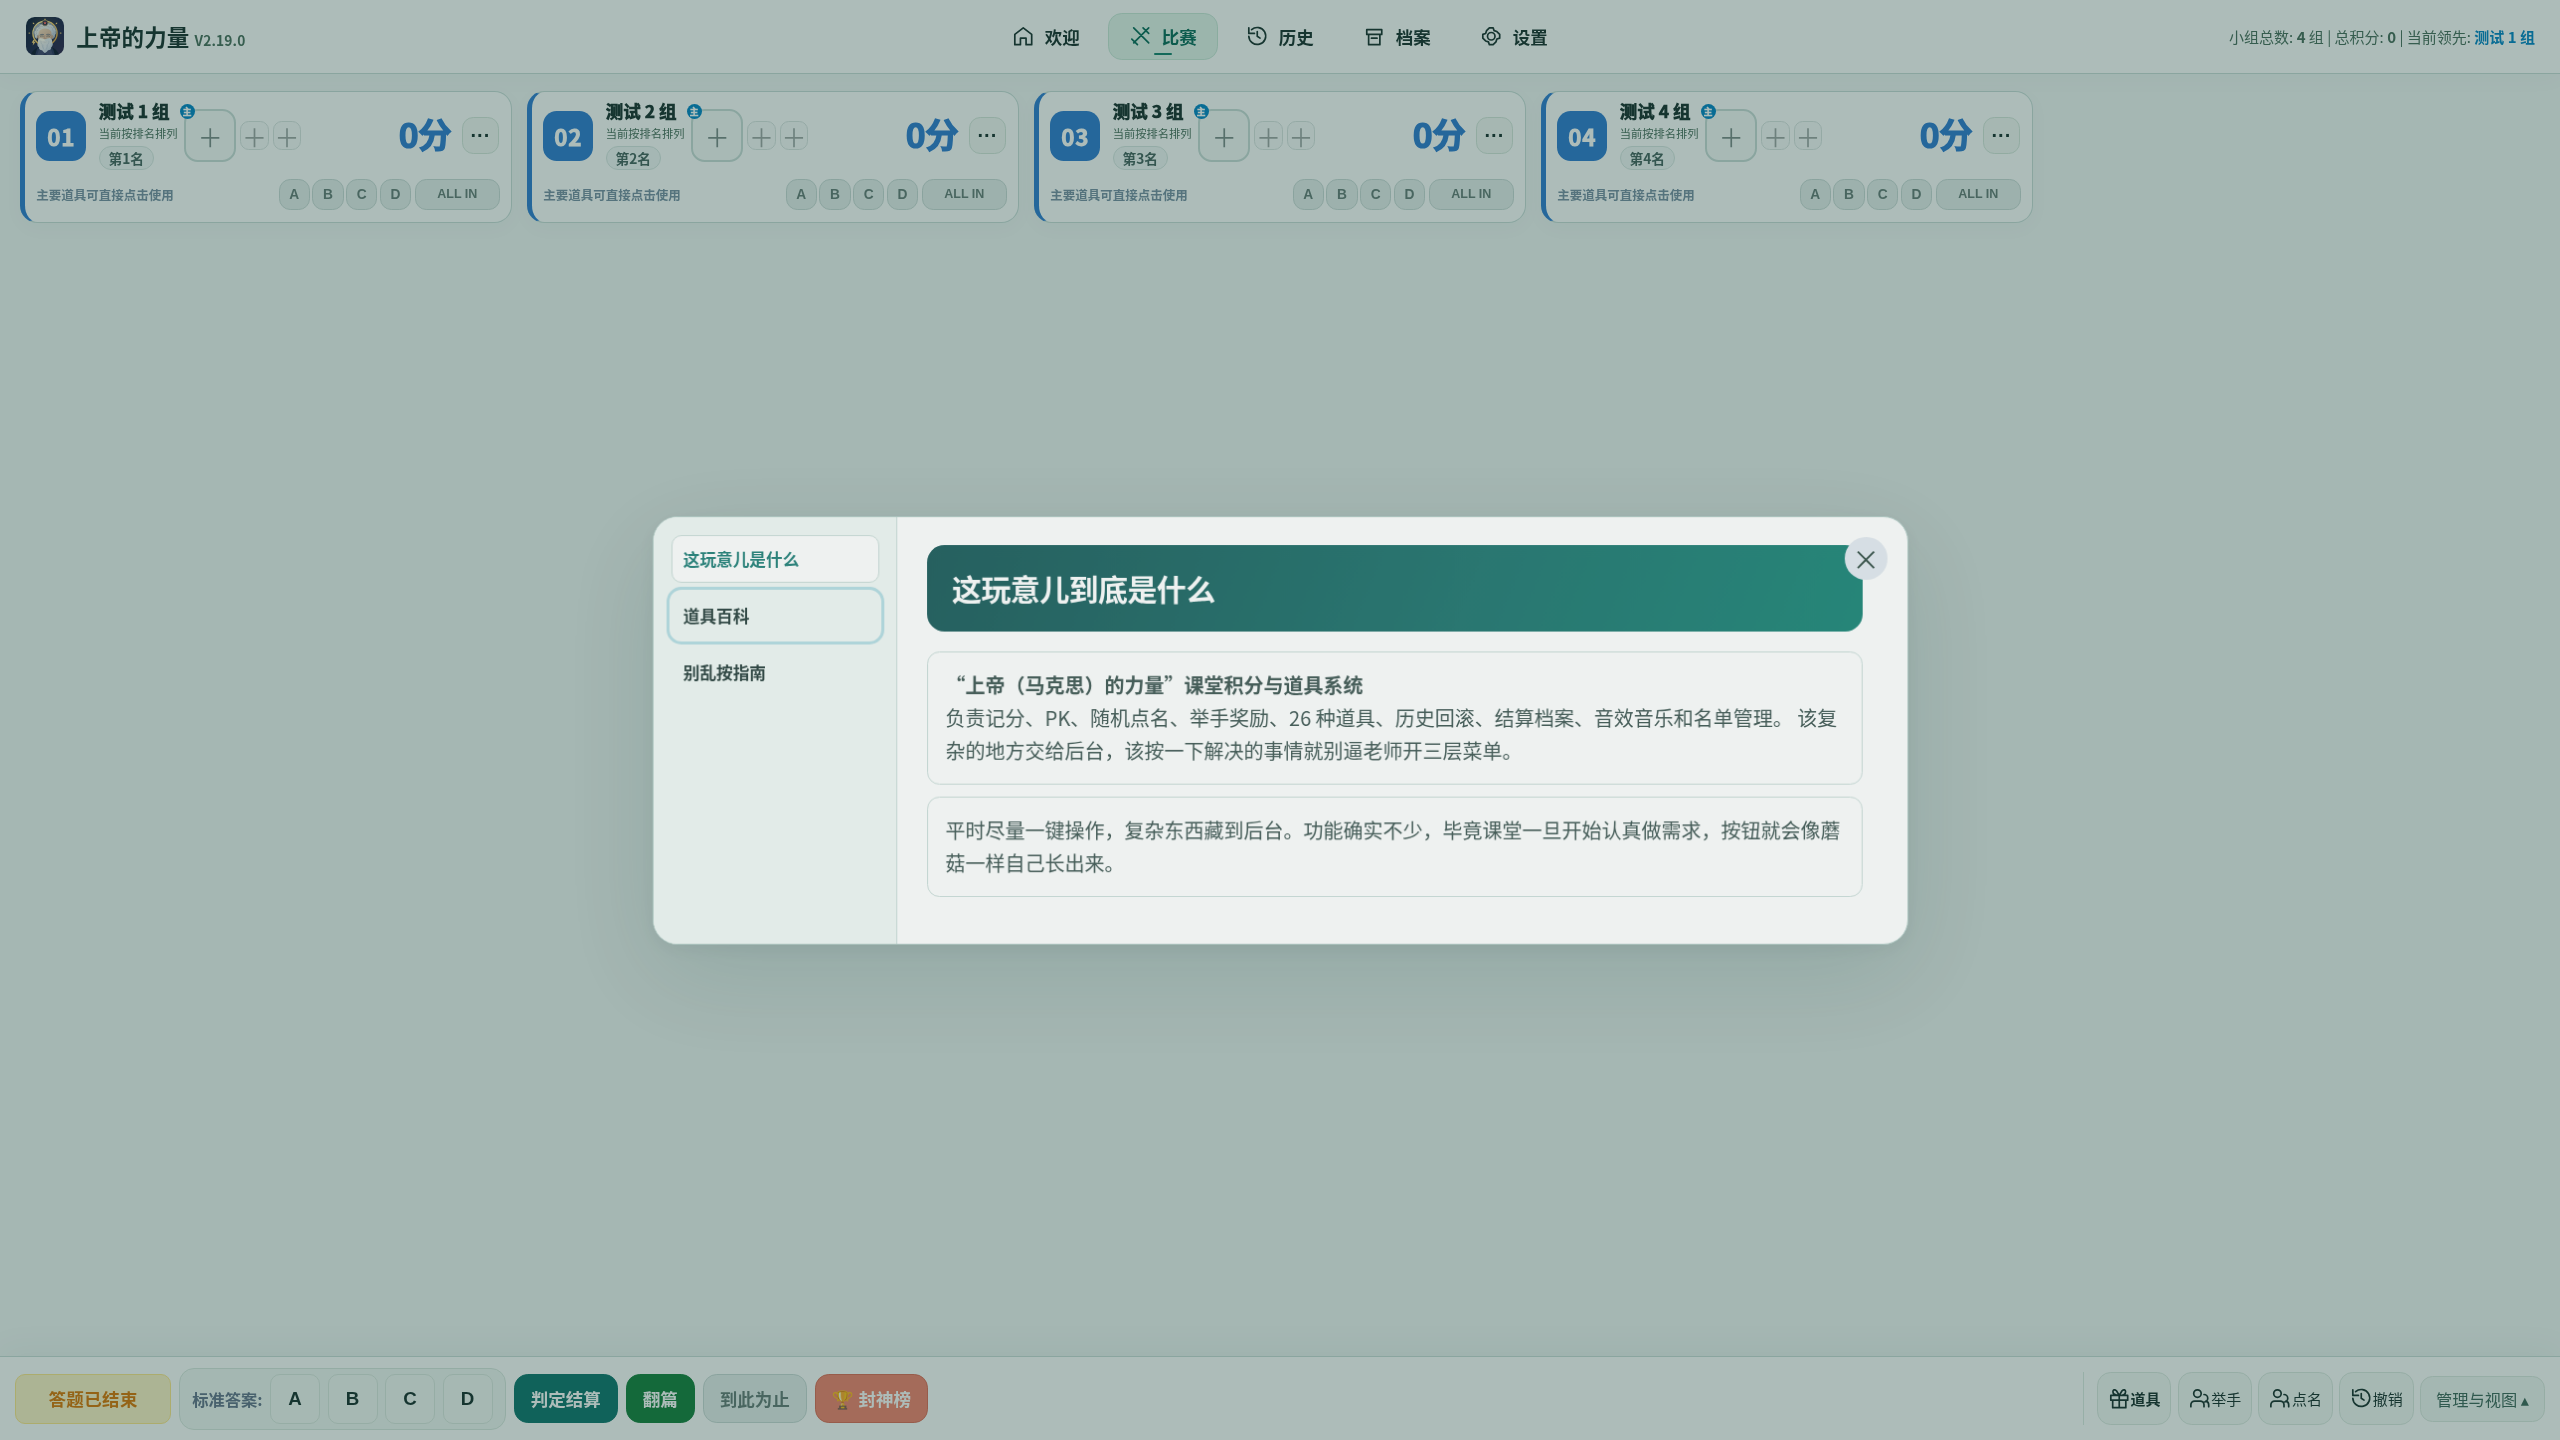 上帝的力量 V2.19.0
欢迎
比赛
历史
档案
设置
小组总数: 4 组 | 总积分: 0 | 当前领先: 测试 1 组
01
测试 1 组
主
当前按排名排列
第1名
0分
...
主要道具可直接点击使用
A
B
C
D
ALL IN
02
测试 2 组
主
当前按排名排列
第2名
0分
...
主要道具可直接点击使用
A
B
C
D
ALL IN
03
测试 3 组
主
当前按排名排列
第3名
0分
...
主要道具可直接点击使用
A
B
C
D
ALL IN
04
测试 4 组
主
当前按排名排列
第4名
0分
...
主要道具可直接点击使用
A
B
C
D
ALL IN
这玩意儿是什么
道具百科
别乱按指南
这玩意儿到底是什么
“上帝（马克思）的力量”课堂积分与道具系统
负责记分、PK、随机点名、举手奖励、26 种道具、历史回滚、结算档案、音效音乐和名单管理。 该复
杂的地方交给后台，该按一下解决的事情就别逼老师开三层菜单。
平时尽量一键操作，复杂东西藏到后台。功能确实不少，毕竟课堂一旦开始认真做需求，按钮就会像蘑
菇一样自己长出来。
答题已结束
标准答案:
A
B
C
D
判定结算
翻篇
到此为止
🏆 封神榜
道具
举手
点名
撤销
管理与视图 ▴